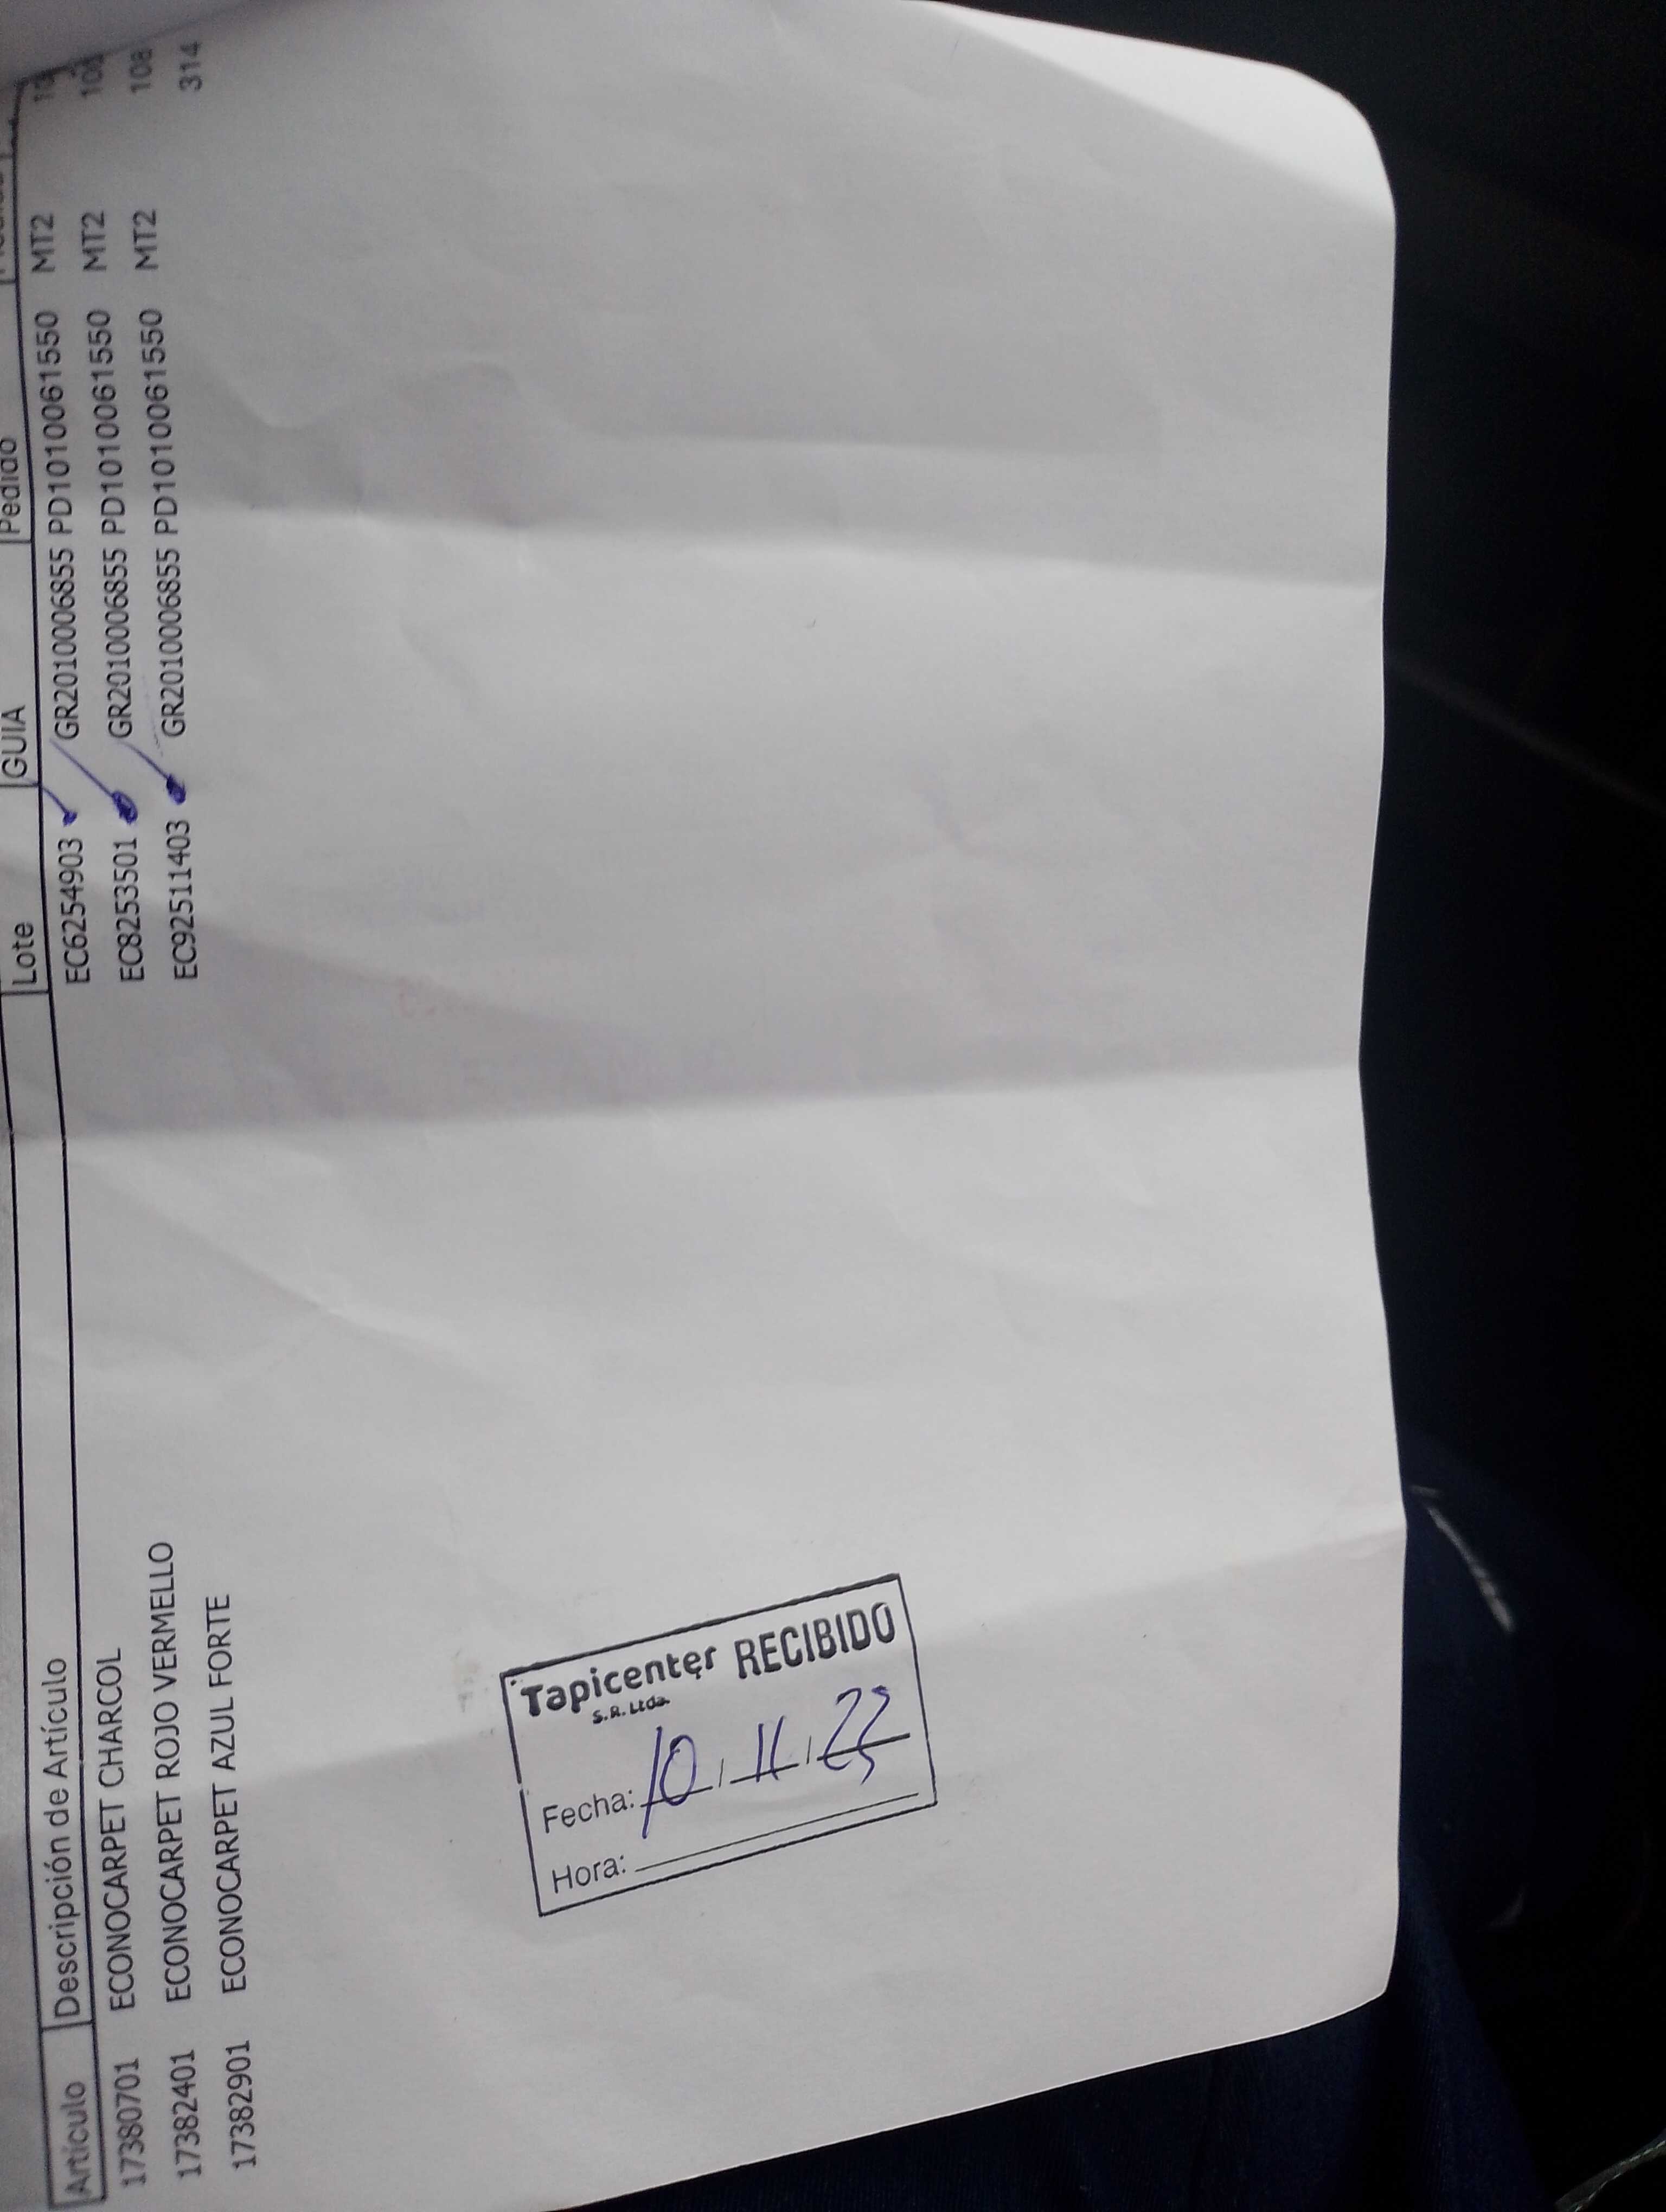 Artículo Descripción de Artículo Lote GUIA Pedido
17380701 ECONOCARPET CHARCOL EC6254903 GR2010006855 PD1010061550 MT2
17382401 ECONOCARPET ROJO VERMELLO EC8253501 GR2010006855 PD1010061550 MT2
17382901 ECONOCARPET AZUL FORTE EC92511403 GR2010006855 PD1010061550 MT2 108
314
Tapicenter RECIBIDO
S.R. Ltda.
Fecha: 10 / 11 /
Hora: